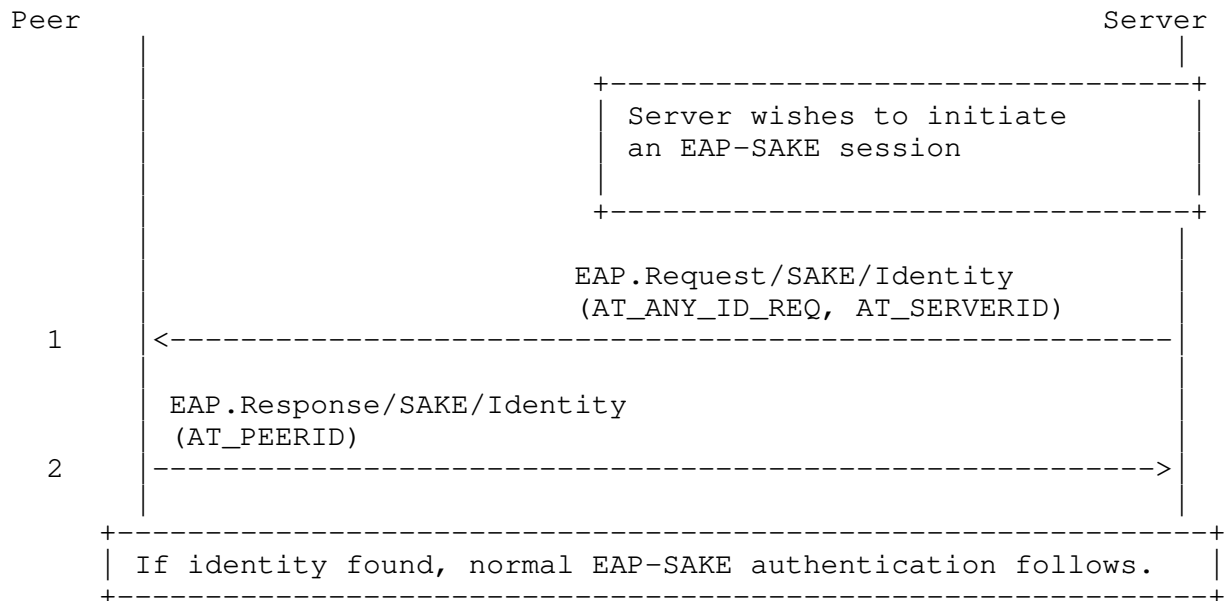 Peer Server
Server wishes to initiate
an EAP-SAKE session
EAP.Request/SAKE/Identity
(AT_ANY_ID_REQ, AT_SERVERID)
1
EAP.Response/SAKE/Identity
(AT_PEERID)
2
If identity found, normal EAP-SAKE authentication follows.